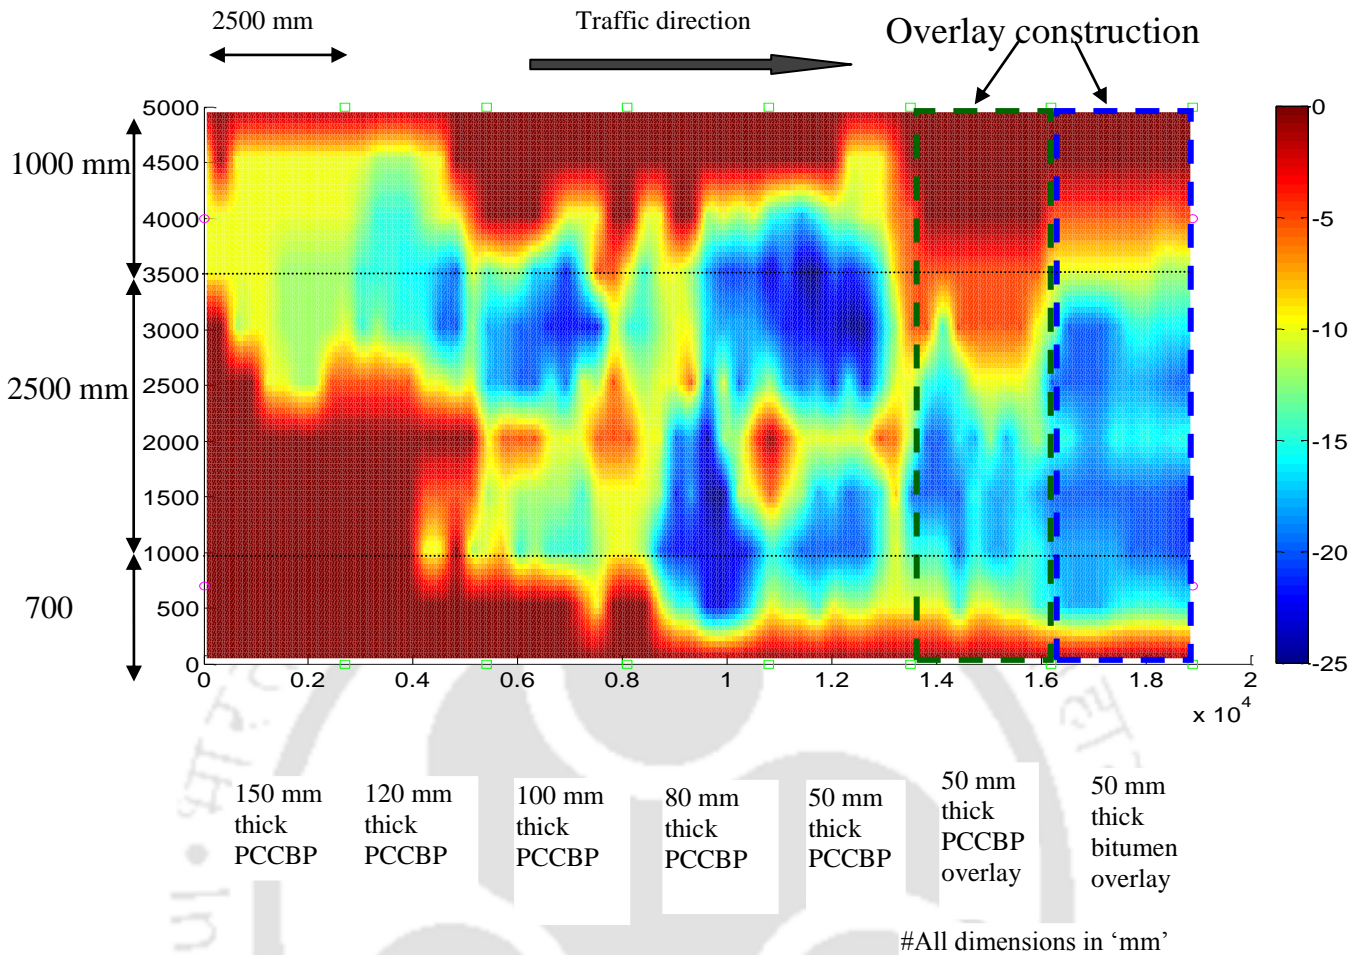 2500 mm
Traffic direction
Overlay construction
5000
4500
4000
3500
3000
2500
2000
1500
1000
500
0
1000 mm
2500 mm
700
0
0.2
0.4
0.6
0.8
1
1.2
1.4
1.6
1.8
2
x 10^4
0
-5
-10
-15
-20
-25
150 mm
thick
PCCBP
120 mm
thick
PCCBP
100 mm
thick
PCCBP
80 mm
thick
PCCBP
50 mm
thick
PCCBP
50 mm
thick
PCCBP
overlay
50 mm
thick
bitumen
overlay
#All dimensions in ‘mm’